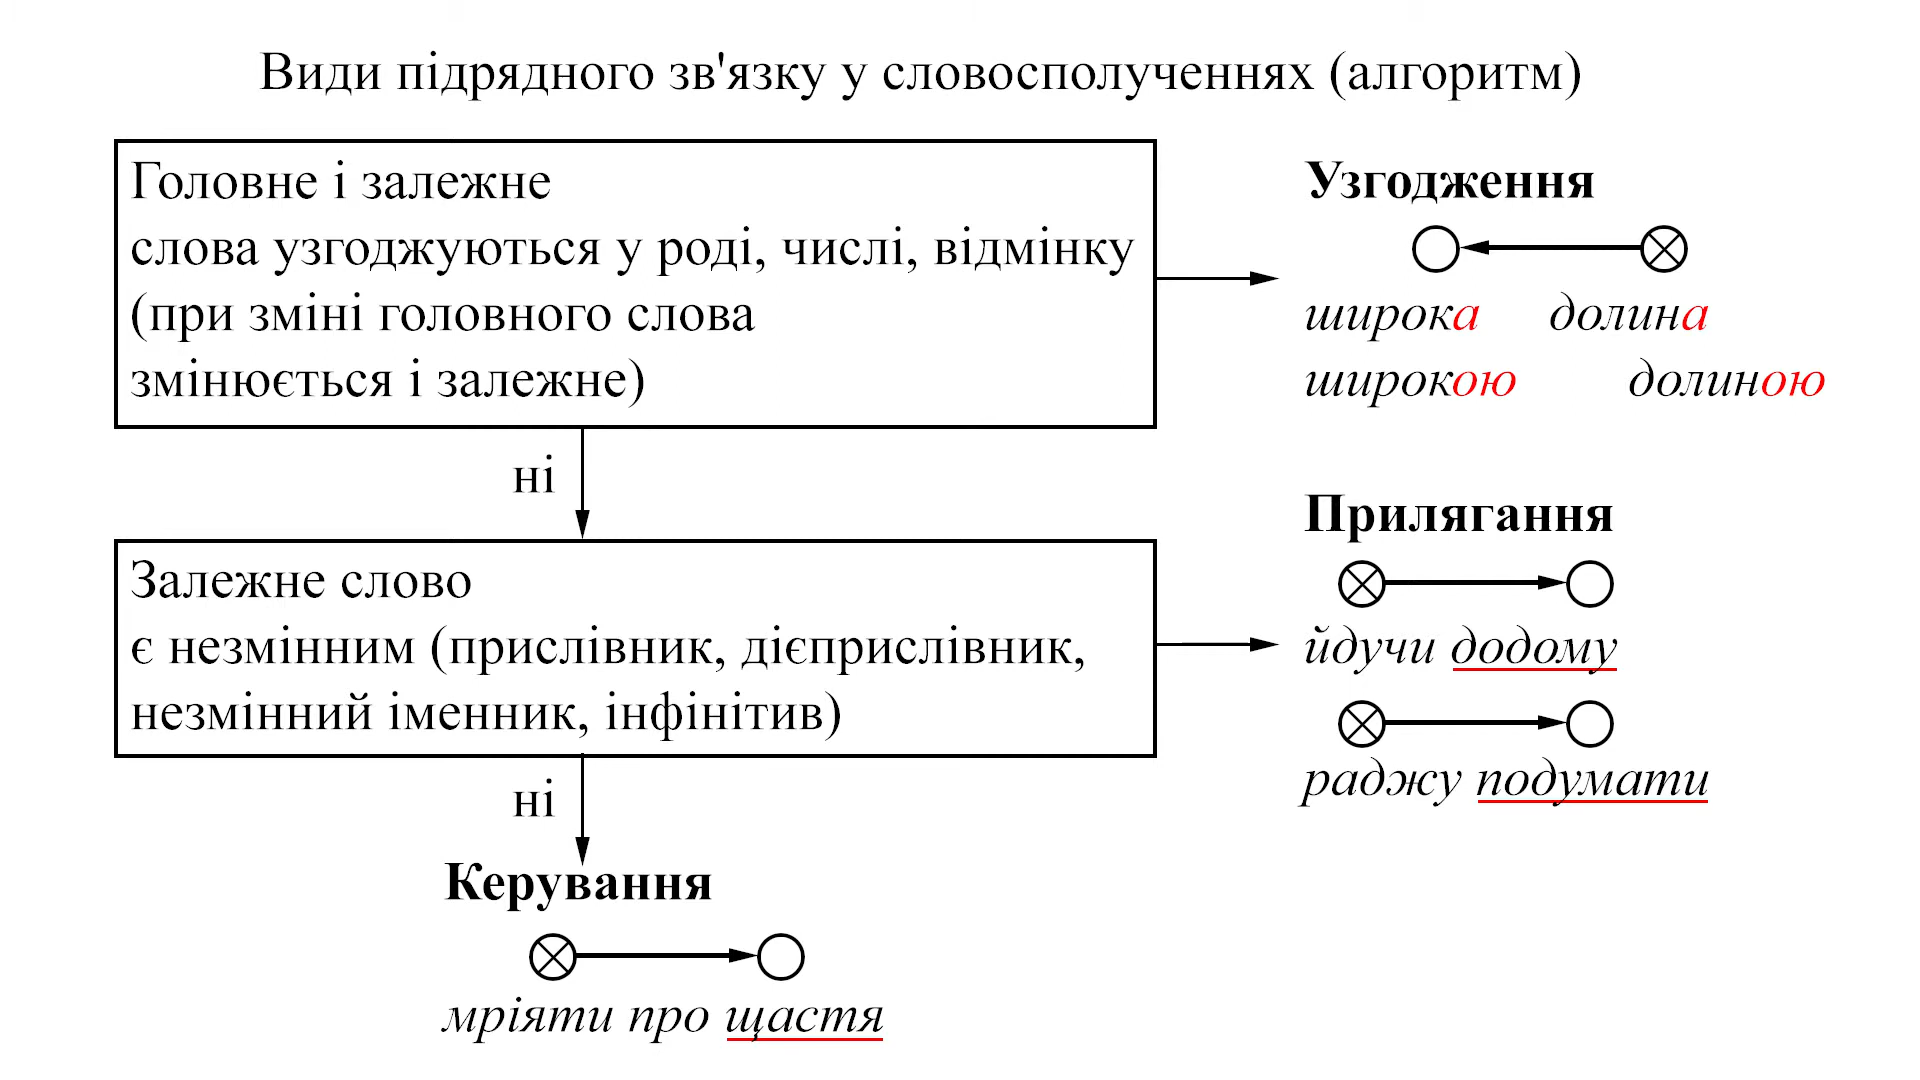 Види підрядного зв'язку у словосполученнях (алгоритм)
Головне і залежне
слова узгоджуються у роді, числі, відмінку
(при зміні головного слова
змінюється і залежне)
Узгодження
широка долина
широкою долиною
ні
Залежне слово
є незмінним (прислівник, дієприслівник,
незмінний іменник, інфінітив)
Прилягання
йдучи додому
раджу подумати
ні
Керування
мріяти про щастя